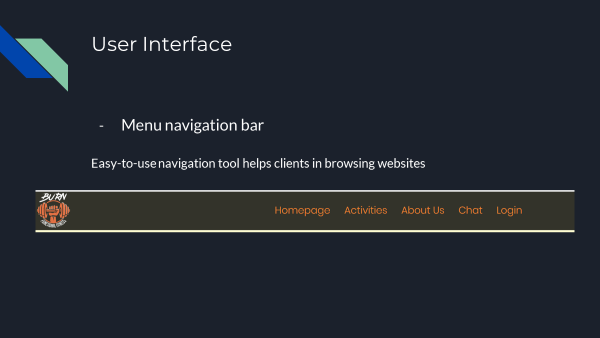 User Interface
- Menu navigation bar
Easy-to-use navigation tool helps clients in browsing websites
BURN
Homepage Activities About Us Chat Login